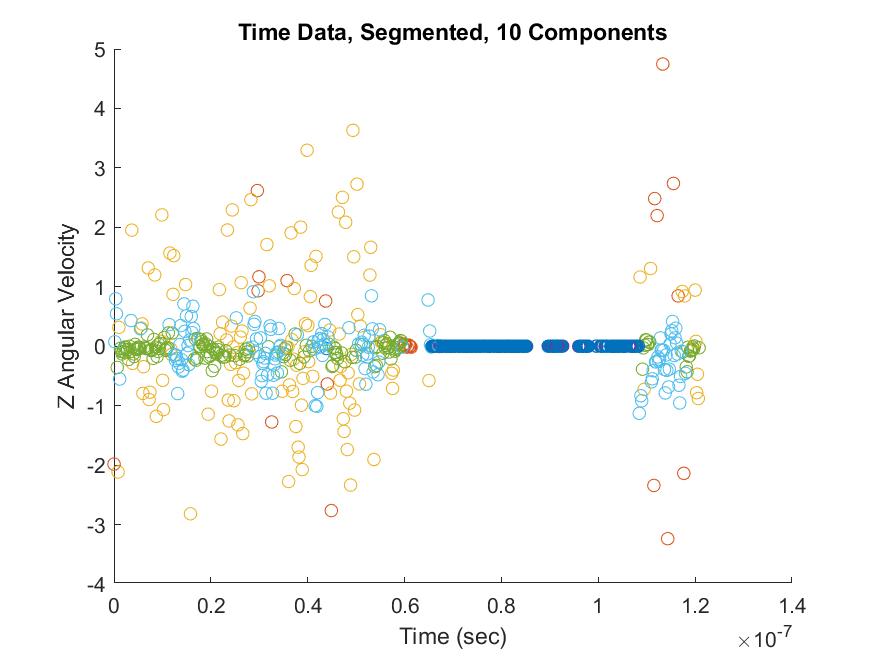 Time Data, Segmented, 10 Components
5
4
3
2
1
0
-1
-2
-3
-4
Z Angular Velocity
0 0.2 0.4 0.6 0.8 1 1.2 1.4
Time (sec)
×10⁻⁷